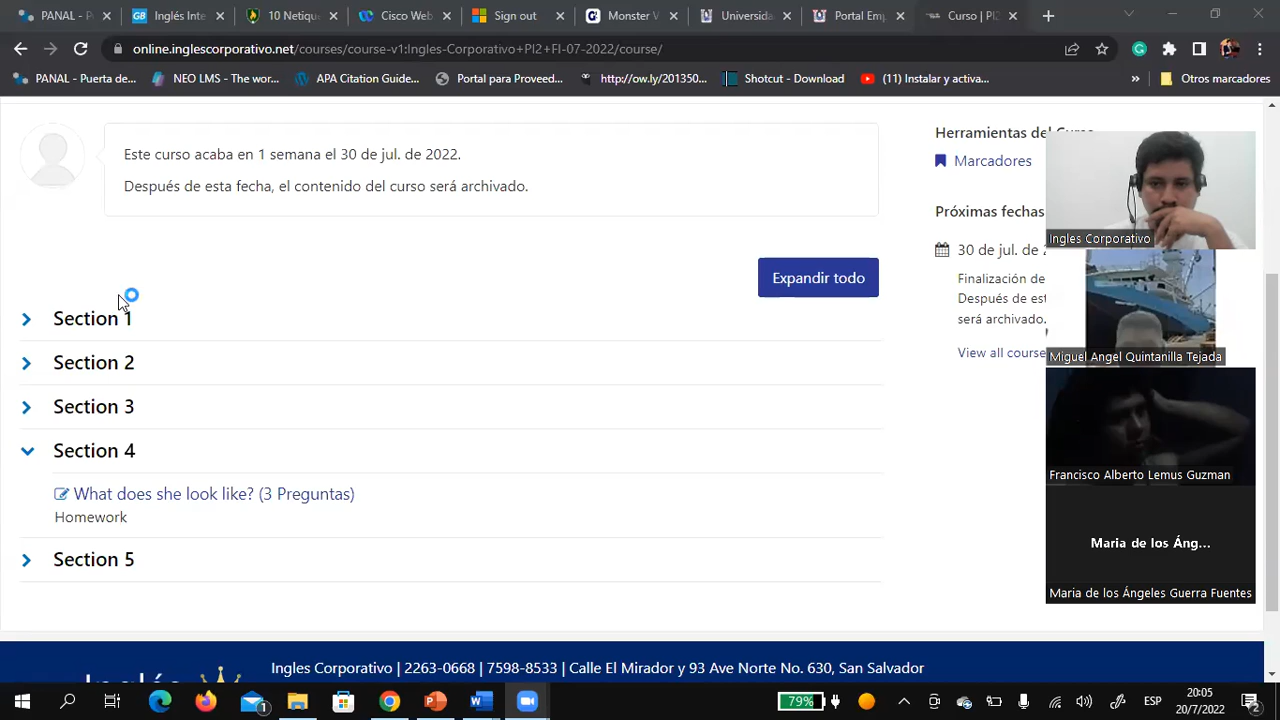 PANAL - P
Inglés Inte
10 Netique
Cisco Web
Sign out
Monster V
Universida
Portal Emp
Curso | PI2
online.inglescorporativo.net/courses/course-v1:Ingles-Corporativo+PI2+FI-07-2022/course/
PANAL - Puerta de...
NEO LMS - The wor...
APA Citation Guide...
Portal para Proveed...
http://ow.ly/201350...
Shotcut - Download
(11) Instalar y activa...
»
Otros marcadores
Este curso acaba en 1 semana el 30 de jul. de 2022.
Después de esta fecha, el contenido del curso será archivado.
Expandir todo
Section 1
Section 2
Section 3
Section 4
What does she look like? (3 Preguntas)
Homework
Section 5
Herramientas del Curso
Marcadores
Próximas fechas
30 de jul. de 2
Finalización de
Después de est
será archivado.
View all course
Ingles Corporativo
Miguel Angel Quintanilla Tejada
Francisco Alberto Lemus Guzman
Maria de los Áng...
Maria de los Ángeles Guerra Fuentes
Inglés
Ingles Corporativo | 2263-0668 | 7598-8533 | Calle El Mirador y 93 Ave Norte No. 630, San Salvador
1
79%
ESP
20:05
20/7/2022
2